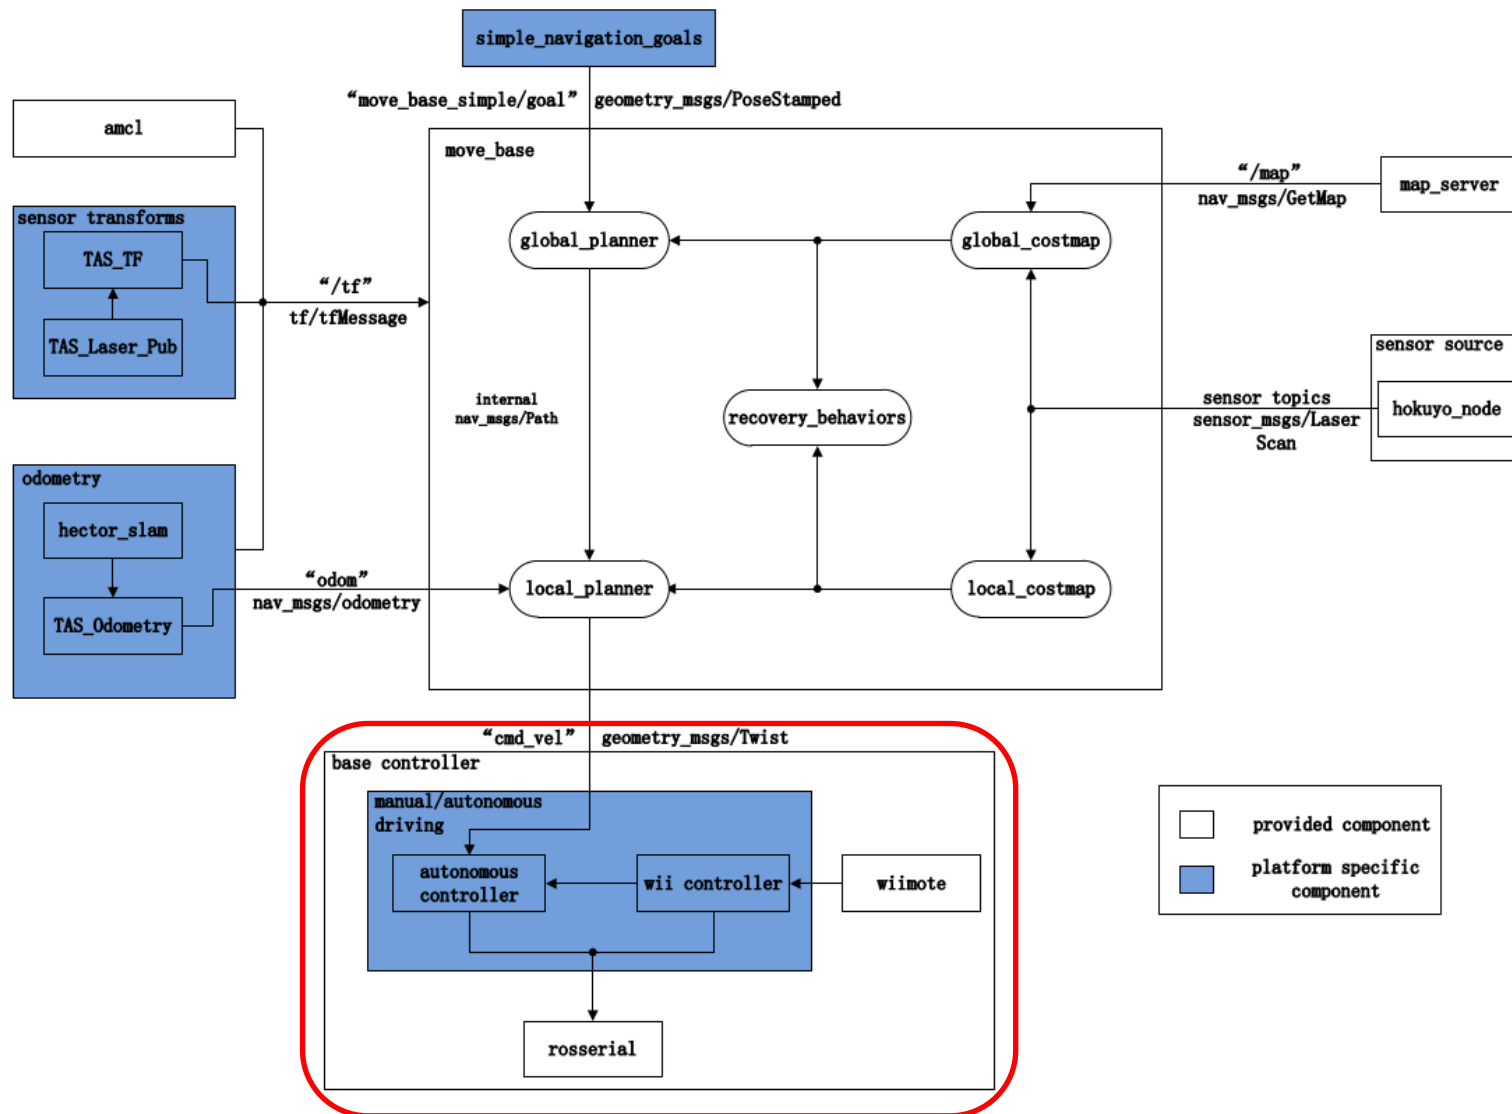 simple_navigation_goals
“move_base_simple/goal” geometry_msgs/PoseStamped
amcl
move_base
“/map”
nav_msgs/GetMap
map_server
sensor transforms
TAS_TF
TAS_Laser_Pub
“/tf”
tf/tfMessage
global_planner
global_costmap
internal
nav_msgs/Path
recovery_behaviors
sensor topics
sensor_msgs/Laser
Scan
sensor source
hokuyo_node
odometry
hector_slam
TAS_Odometry
“odom”
nav_msgs/odometry
local_planner
local_costmap
“cmd_vel” geometry_msgs/Twist
base controller
manual/autonomous
driving
autonomous
controller
wii controller
wiimote
rosserial
provided component
platform specific
component